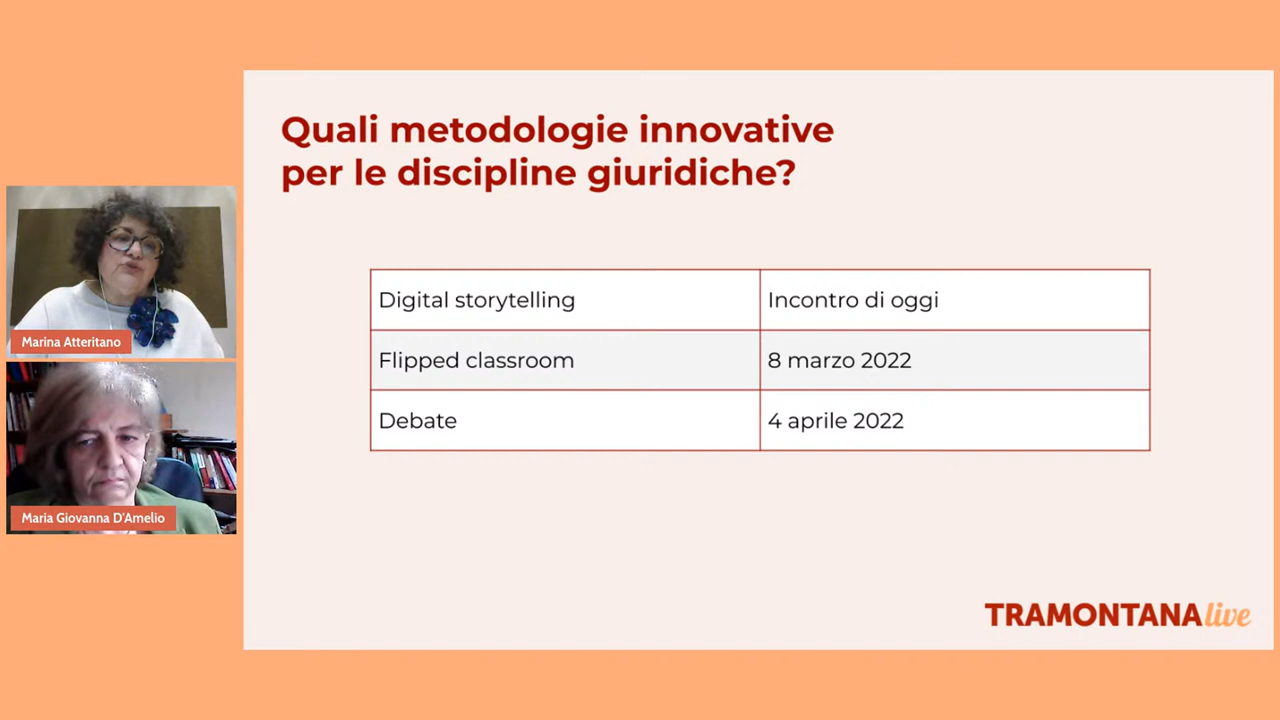 Quali metodologie innovative
per le discipline giuridiche?
Digital storytelling
Incontro di oggi
Flipped classroom
8 marzo 2022
Debate
4 aprile 2022
Marina Atteritano
Maria Giovanna D'Amelio
TRAMONTANA live